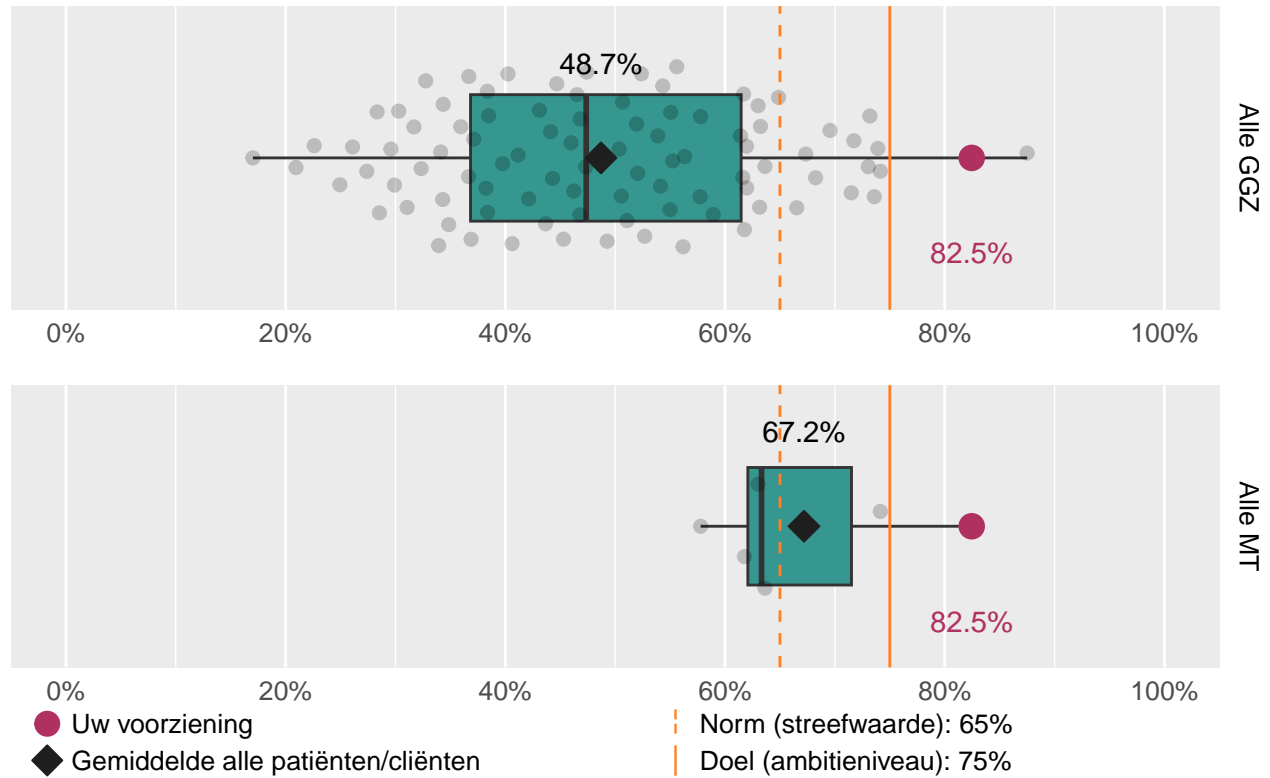 48.7%
82.5%
Alle GGZ
0% 20% 40% 60% 80% 100%
67.2%
82.5%
Alle MT
0% 20% 40% 60% 80% 100%
Uw voorziening
Gemiddelde alle patiënten/cliënten
Norm (streefwaarde): 65%
Doel (ambitieniveau): 75%